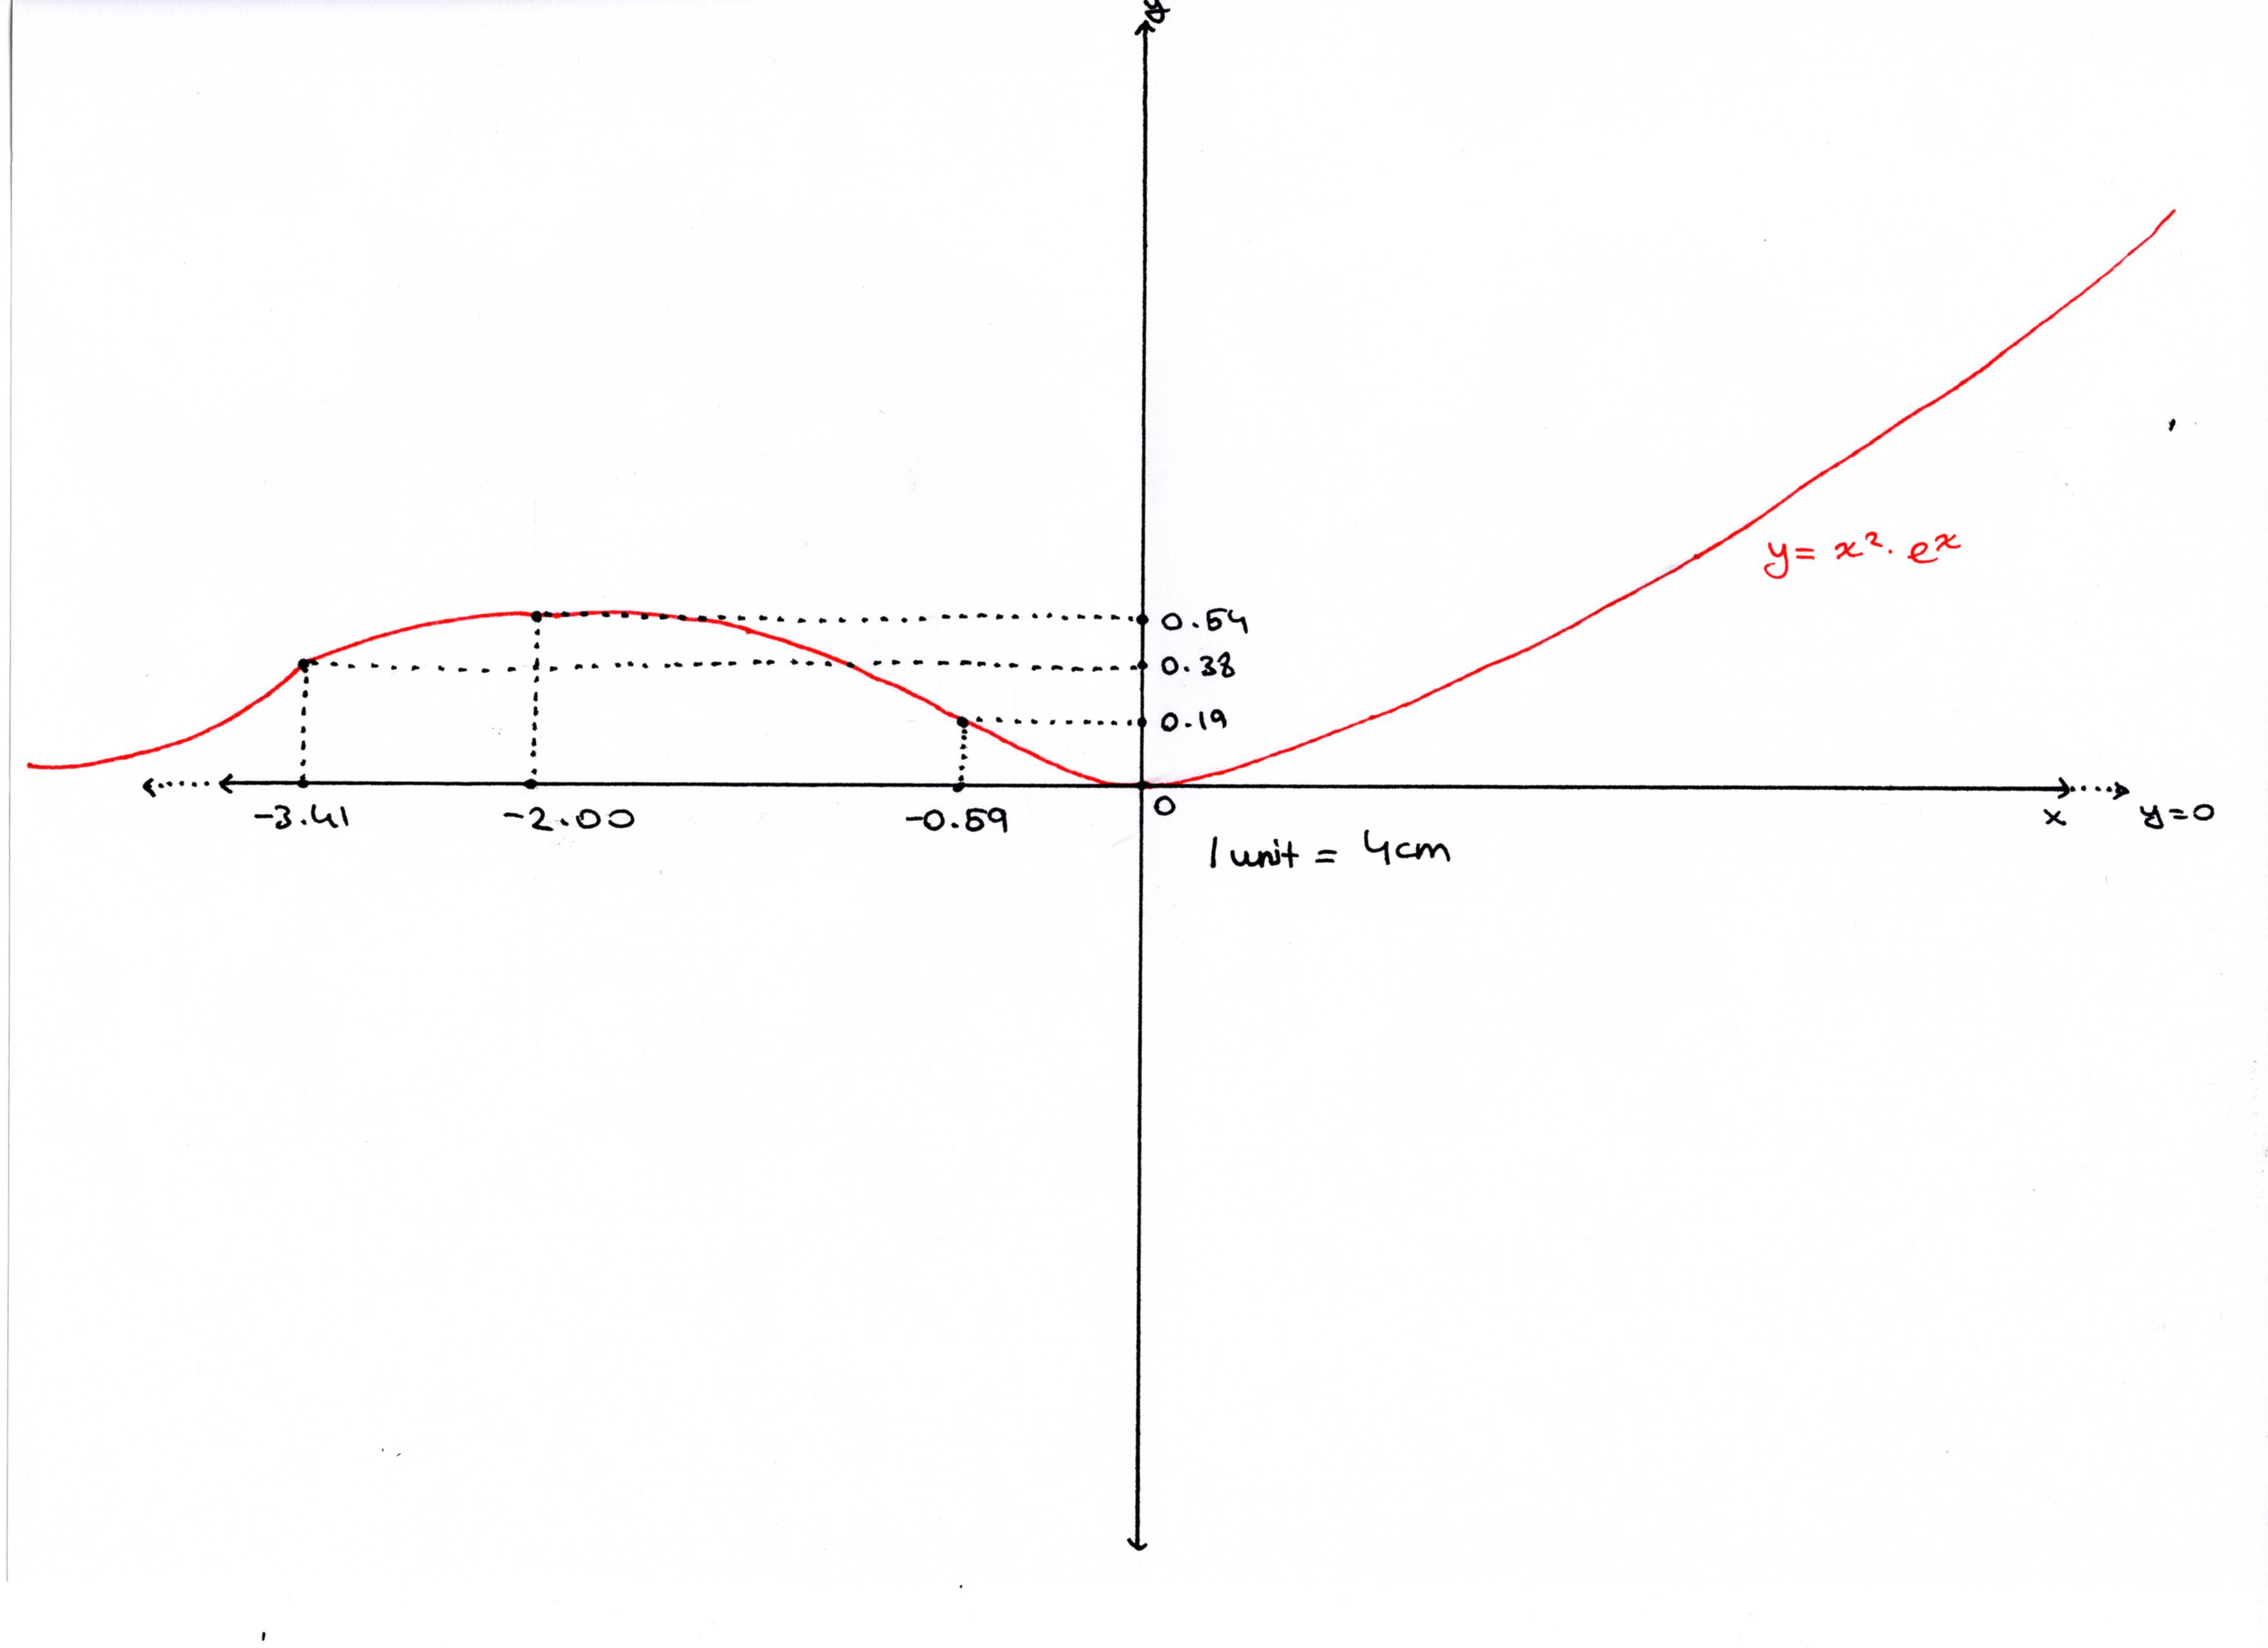 y
y = x². eˣ
0.54
0.38
0.19
-3.41
-2.00
-0.59
0
x
y=0
1 unit = 4cm